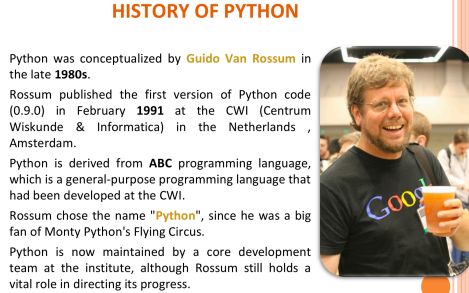 HISTORY OF PYTHON
Python was conceptualized by Guido Van Rossum in
the late 1980s.
Rossum published the first version of Python code
(0.9.0) in February 1991 at the CWI (Centrum
Wiskunde & Informatica) in the Netherlands ,
Amsterdam.
Python is derived from ABC programming language,
which is a general-purpose programming language that
had been developed at the CWI.
Rossum chose the name "Python", since he was a big
fan of Monty Python's Flying Circus.
Python is now maintained by a core development
team at the institute, although Rossum still holds a
vital role in directing its progress.